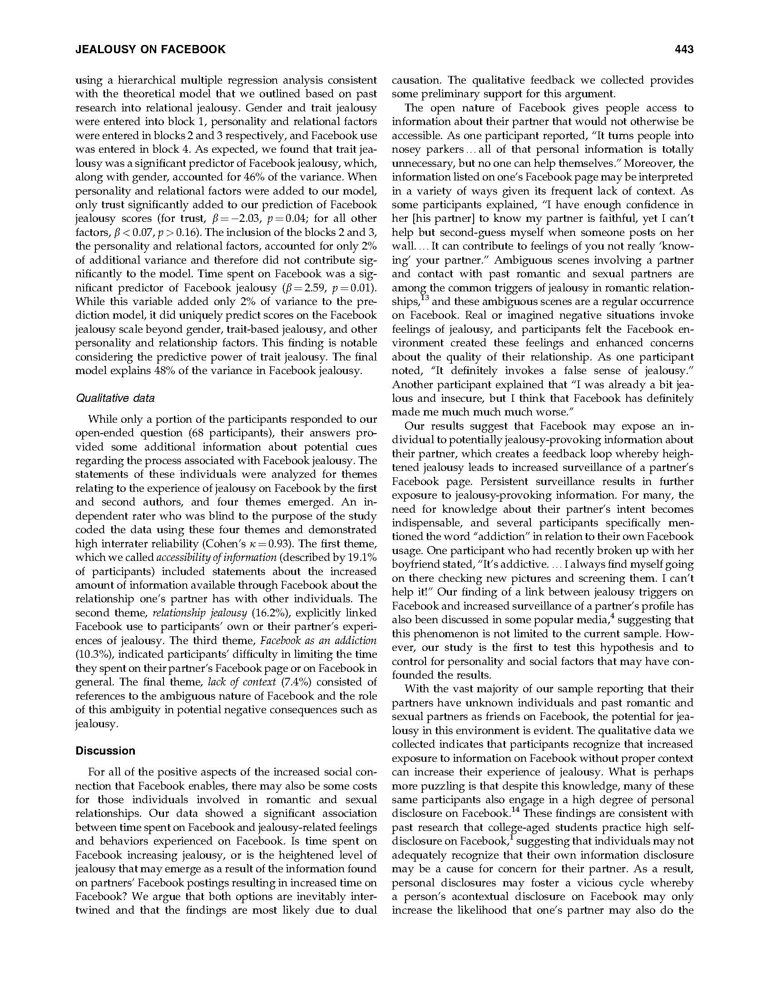 JEALOUSY ON FACEBOOK 443
using a hierarchical multiple regression analysis consistent
with the theoretical model that we outlined based on past
research into relational jealousy. Gender and trait jealousy
were entered into block 1, personality and relational factors
were entered in blocks 2 and 3 respectively, and Facebook use
was entered in block 4. As expected, we found that trait jea-
lousy was a significant predictor of Facebook jealousy, which,
along with gender, accounted for 46% of the variance. When
personality and relational factors were added to our model,
only trust significantly added to our prediction of Facebook
jealousy scores (for trust, β = −2.03, p = 0.04; for all other
factors, β < 0.07, p > 0.16). The inclusion of the blocks 2 and 3,
the personality and relational factors, accounted for only 2%
of additional variance and therefore did not contribute sig-
nificantly to the model. Time spent on Facebook was a sig-
nificant predictor of Facebook jealousy (β = 2.59, p = 0.01).
While this variable added only 2% of variance to the pre-
diction model, it did uniquely predict scores on the Facebook
jealousy scale beyond gender, trait-based jealousy, and other
personality and relationship factors. This finding is notable
considering the predictive power of trait jealousy. The final
model explains 48% of the variance in Facebook jealousy.
Qualitative data
While only a portion of the participants responded to our
open-ended question (68 participants), their answers pro-
vided some additional information about potential cues
regarding the process associated with Facebook jealousy. The
statements of these individuals were analyzed for themes
relating to the experience of jealousy on Facebook by the first
and second authors, and four themes emerged. An in-
dependent rater who was blind to the purpose of the study
coded the data using these four themes and demonstrated
high interrater reliability (Cohen's κ = 0.93). The first theme,
which we called accessibility of information (described by 19.1%
of participants) included statements about the increased
amount of information available through Facebook about the
relationship one's partner has with other individuals. The
second theme, relationship jealousy (16.2%), explicitly linked
Facebook use to participants' own or their partner's experi-
ences of jealousy. The third theme, Facebook as an addiction
(10.3%), indicated participants' difficulty in limiting the time
they spent on their partner's Facebook page or on Facebook in
general. The final theme, lack of context (7.4%) consisted of
references to the ambiguous nature of Facebook and the role
of this ambiguity in potential negative consequences such as
jealousy.
Discussion
For all of the positive aspects of the increased social con-
nection that Facebook enables, there may also be some costs
for those individuals involved in romantic and sexual
relationships. Our data showed a significant association
between time spent on Facebook and jealousy-related feelings
and behaviors experienced on Facebook. Is time spent on
Facebook increasing jealousy, or is the heightened level of
jealousy that may emerge as a result of the information found
on partners' Facebook postings resulting in increased time on
Facebook? We argue that both options are inevitably inter-
twined and that the findings are most likely due to dual
causation. The qualitative feedback we collected provides
some preliminary support for this argument.
The open nature of Facebook gives people access to
information about their partner that would not otherwise be
accessible. As one participant reported, "It turns people into
nosey parkers . . . all of that personal information is totally
unnecessary, but no one can help themselves." Moreover, the
information listed on one's Facebook page may be interpreted
in a variety of ways given its frequent lack of context. As
some participants explained, "I have enough confidence in
her [his partner] to know my partner is faithful, yet I can't
help but second-guess myself when someone posts on her
wall. . . . It can contribute to feelings of you not really 'know-
ing' your partner." Ambiguous scenes involving a partner
and contact with past romantic and sexual partners are
among the common triggers of jealousy in romantic relation-
ships,13 and these ambiguous scenes are a regular occurrence
on Facebook. Real or imagined negative situations invoke
feelings of jealousy, and participants felt the Facebook en-
vironment created these feelings and enhanced concerns
about the quality of their relationship. As one participant
noted, "It definitely invokes a false sense of jealousy."
Another participant explained that "I was already a bit jea-
lous and insecure, but I think that Facebook has definitely
made me much much much worse."
Our results suggest that Facebook may expose an in-
dividual to potentially jealousy-provoking information about
their partner, which creates a feedback loop whereby heigh-
tened jealousy leads to increased surveillance of a partner's
Facebook page. Persistent surveillance results in further
exposure to jealousy-provoking information. For many, the
need for knowledge about their partner's intent becomes
indispensable, and several participants specifically men-
tioned the word "addiction" in relation to their own Facebook
usage. One participant who had recently broken up with her
boyfriend stated, "It's addictive. . . . I always find myself going
on there checking new pictures and screening them. I can't
help it!" Our finding of a link between jealousy triggers on
Facebook and increased surveillance of a partner's profile has
also been discussed in some popular media,4 suggesting that
this phenomenon is not limited to the current sample. How-
ever, our study is the first to test this hypothesis and to
control for personality and social factors that may have con-
founded the results.
With the vast majority of our sample reporting that their
partners have unknown individuals and past romantic and
sexual partners as friends on Facebook, the potential for jea-
lousy in this environment is evident. The qualitative data we
collected indicates that participants recognize that increased
exposure to information on Facebook without proper context
can increase their experience of jealousy. What is perhaps
more puzzling is that despite this knowledge, many of these
same participants also engage in a high degree of personal
disclosure on Facebook.14 These findings are consistent with
past research that college-aged students practice high self-
disclosure on Facebook,1 suggesting that individuals may not
adequately recognize that their own information disclosure
may be a cause for concern for their partner. As a result,
personal disclosures may foster a vicious cycle whereby
a person's acontextual disclosure on Facebook may only
increase the likelihood that one's partner may also do the